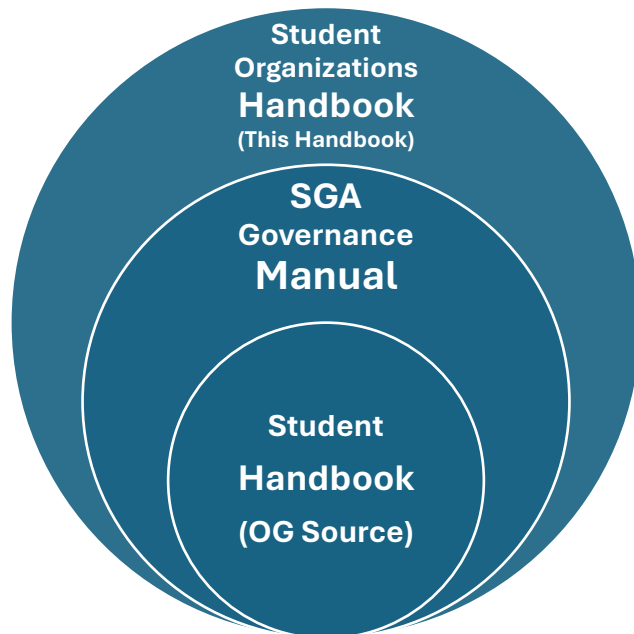 Student
Organizations
Handbook
(This Handbook)
SGA
Governance
Manual
Student
Handbook
(OG Source)